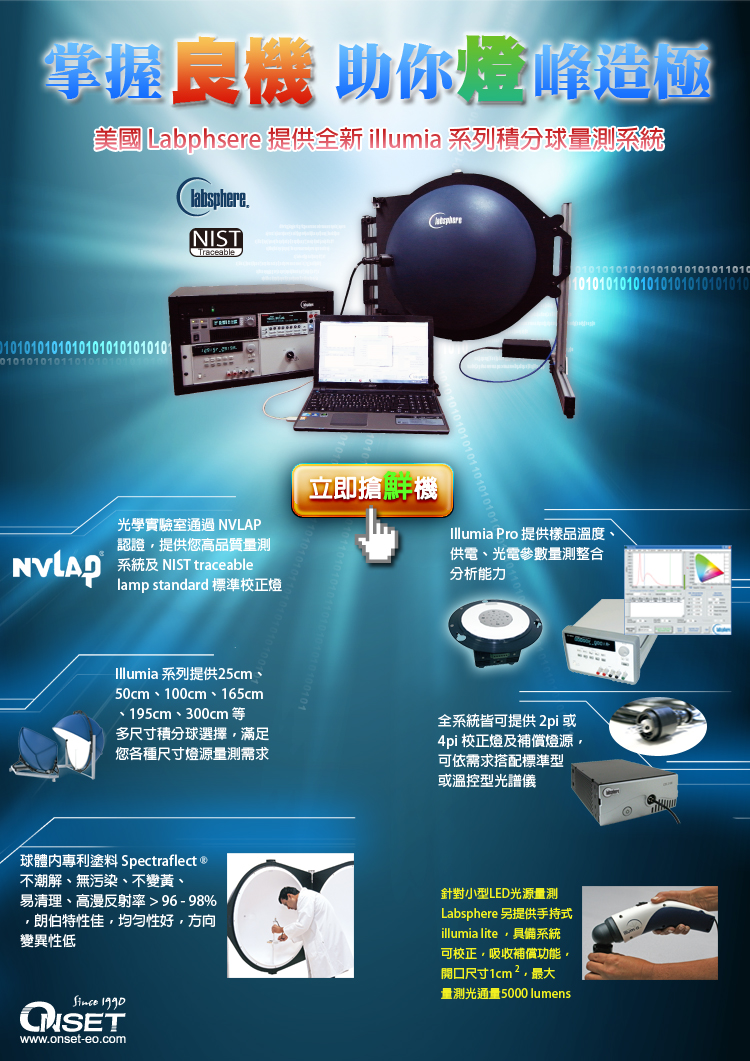 掌握良機 助你燈峰造極
美國 Labphsere 提供全新 illumia 系列積分球量測系統
labsphere.
NIST
Traceable
labsphere
1010101010101010101011010
立即搶鮮機
光學實驗室通過 NVLAP
認證，提供您高品質量測
系統及 NIST traceable
lamp standard 標準校正燈
NVLAP®
Illumia Pro 提供樣品溫度、
供電、光電參數量測整合
分析能力
Illumia 系列提供25cm、
50cm、100cm、165cm
、195cm、300cm 等
多尺寸積分球選擇，滿足
您各種尺寸燈源量測需求
全系統皆可提供 2pi 或
4pi 校正燈及補償燈源，
可依需求搭配標準型
或溫控型光譜儀
labsphere
球體內專利塗料 Spectraflect ®
不潮解、無污染、不變黃、
易清理、高漫反射率 > 96 - 98%
，朗伯特性佳，均勻性好，方向
變異性低
針對小型LED光源量測
Labsphere 另提供手持式
illumia lite ，具備系統
可校正，吸收補償功能，
開口尺寸1cm 2，最大
量測光通量5000 lumens
Since 1990
ONSET
www.onset-eo.com